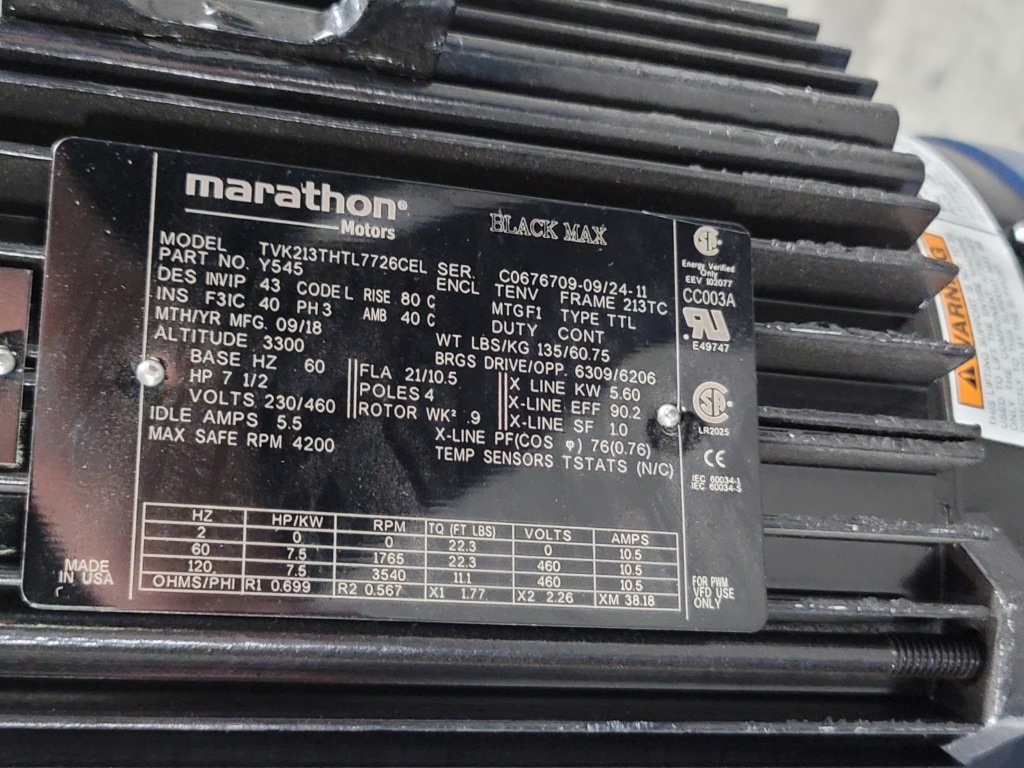 marathon®
Motors
BLACK MAX
MODEL TVK213THTL7726CEL SER. C0676709-09/24-11
PART NO. Y545 ENCL TENV FRAME 213TC
DES INVIP 43 CODE L RISE 80 C MTG F1 TYPE TTL
INS F3IC 40 PH 3 AMB 40 C DUTY CONT
MTH/YR MFG. 09/18 WT LBS/KG 135/60.75
ALTITUDE 3300 BRGS DRIVE/OPP. 6309/6206
BASE HZ 60 FLA 21/10.5 X LINE KW 5.60
HP 7 1/2 POLES 4 X-LINE EFF 90.2
VOLTS 230/460 ROTOR WK² .9 X-LINE SF 1.0
IDLE AMPS 5.5 X-LINE PF(COS φ) 76(0.76)
MAX SAFE RPM 4200 TEMP SENSORS TSTATS (N/C)
HZ HP/KW RPM TQ (FT LBS) VOLTS AMPS
2 0 0 22.3 0 10.5
60 7.5 1765 22.3 460 10.5
120 7.5 3540 11.1 460 10.5
OHMS/PHI R1 0.699 R2 0.567 X1 1.77 X2 2.26 XM 38.18
MADE
IN USA
Energy Verified
Only
EEV 102077
CC003A
E49747
LR2025
CE
IEC 60034-1
IEC 60034-5
FOR PWM
VFD USE
ONLY
WARNING